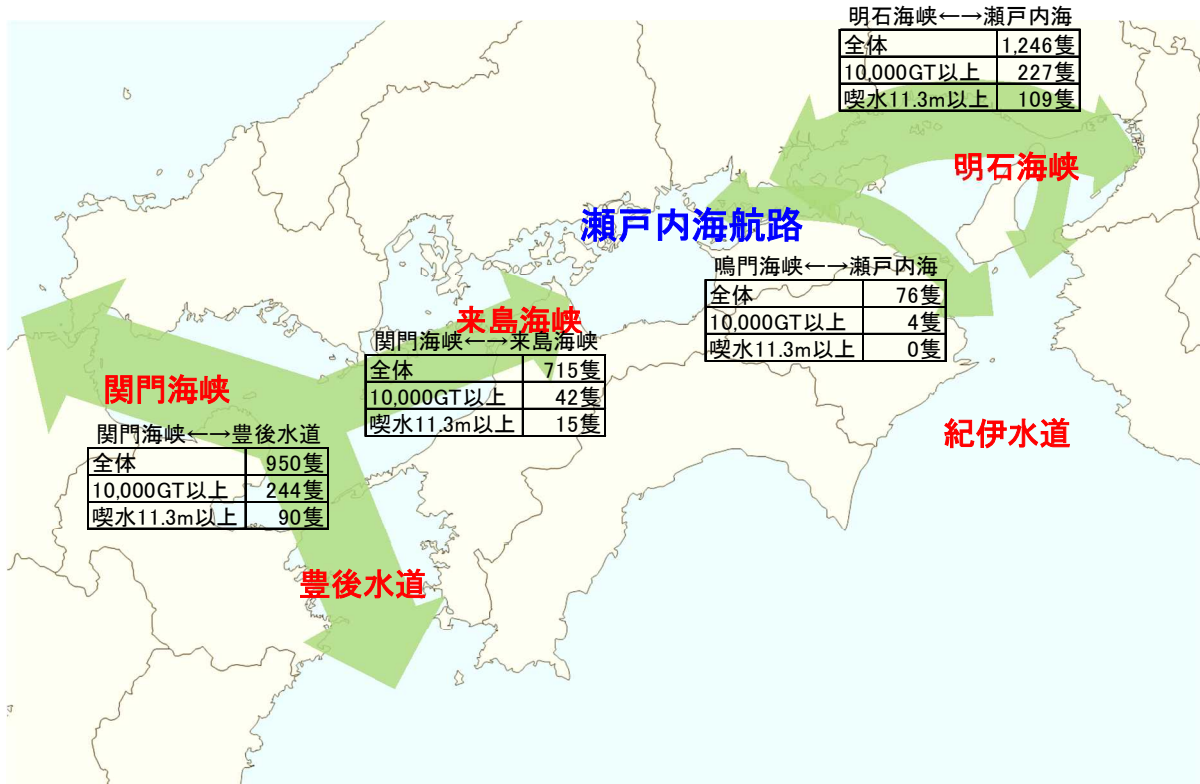 明石海峡←→瀬戸内海
全体 1,246隻
10,000GT以上 227隻
喫水11.3m以上 109隻
明石海峡
瀬戸内海航路
鳴門海峡←→瀬戸内海
全体 76隻
10,000GT以上 4隻
喫水11.3m以上 0隻
来島海峡
関門海峡←→来島海峡
全体 715隻
10,000GT以上 42隻
喫水11.3m以上 15隻
関門海峡
関門海峡←→豊後水道
全体 950隻
10,000GT以上 244隻
喫水11.3m以上 90隻
紀伊水道
豊後水道